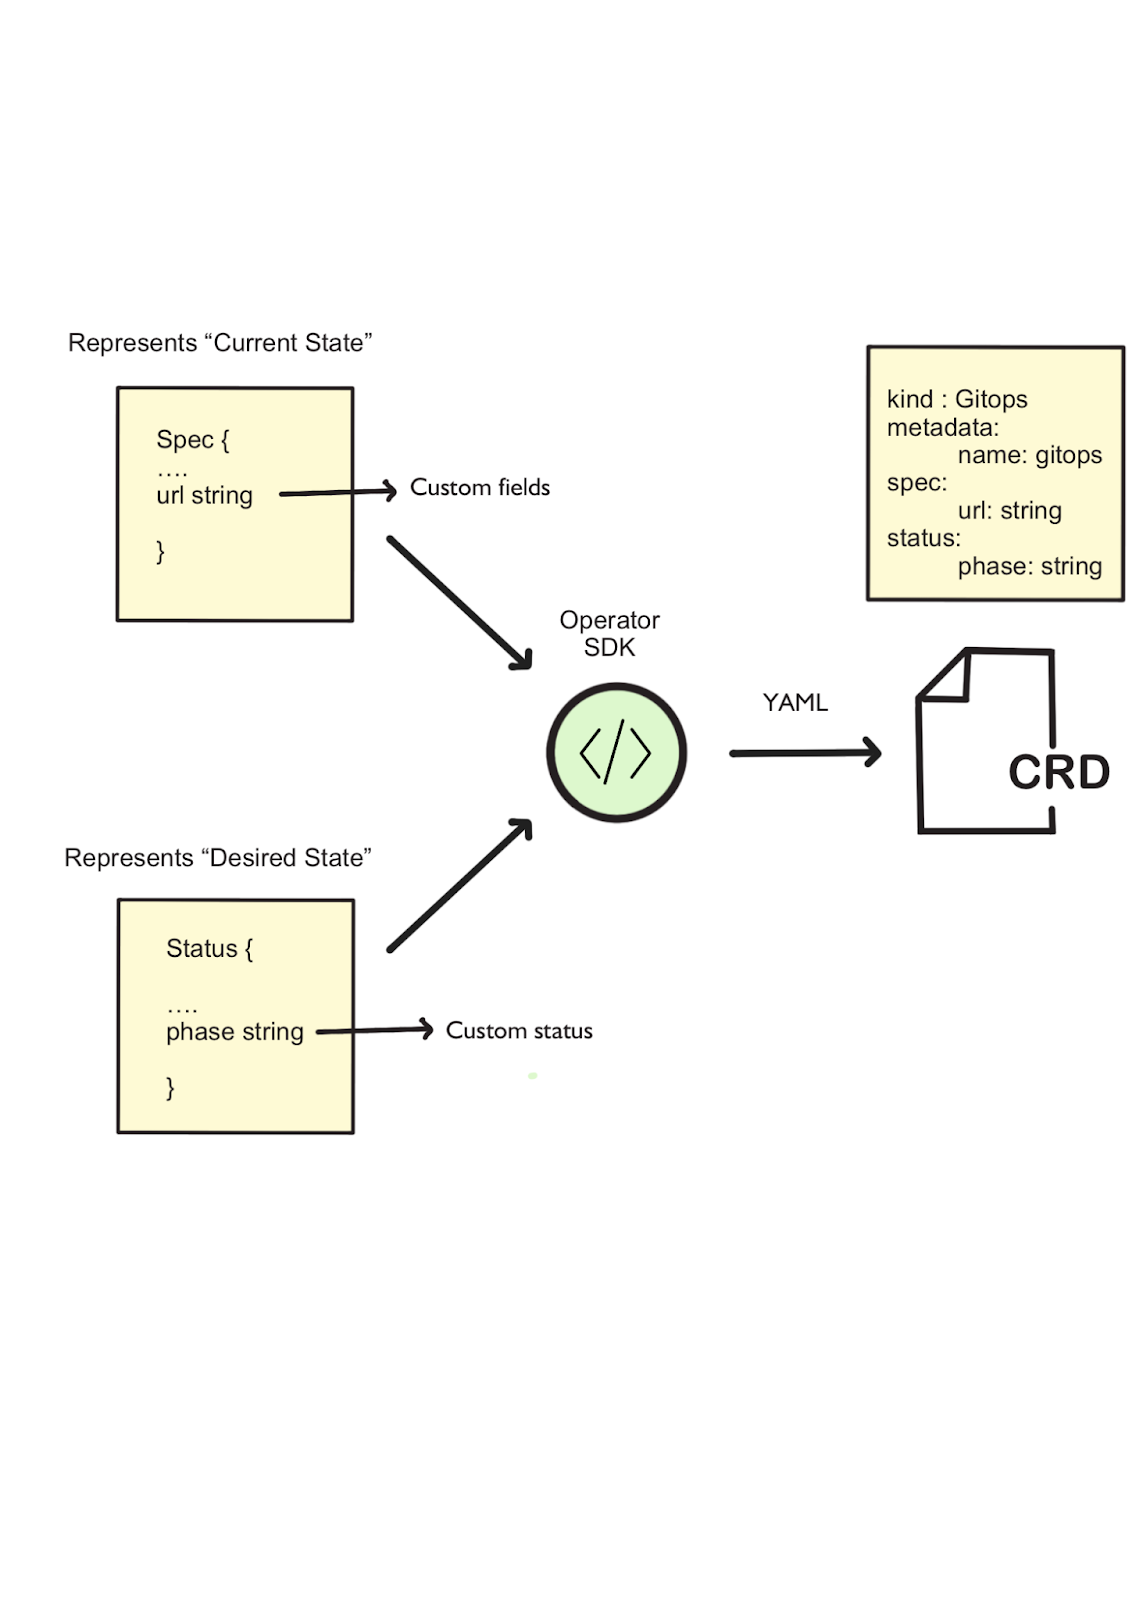 Represents “Current State”
Spec {
….
url string
}
Custom fields
Operator
SDK
YAML
kind : Gitops
metadata:
name: gitops
spec:
url: string
status:
phase: string
CRD
Represents “Desired State”
Status {
….
phase string
}
Custom status